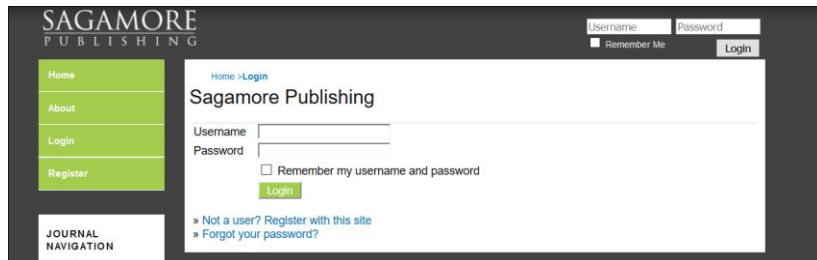 SAGAMORE
PUBLISHING
Username Password
Remember Me Login
Home
About
Login
Register
JOURNAL
NAVIGATION
Home >Login
Sagamore Publishing
Username
Password
Remember my username and password
Login
» Not a user? Register with this site
» Forgot your password?